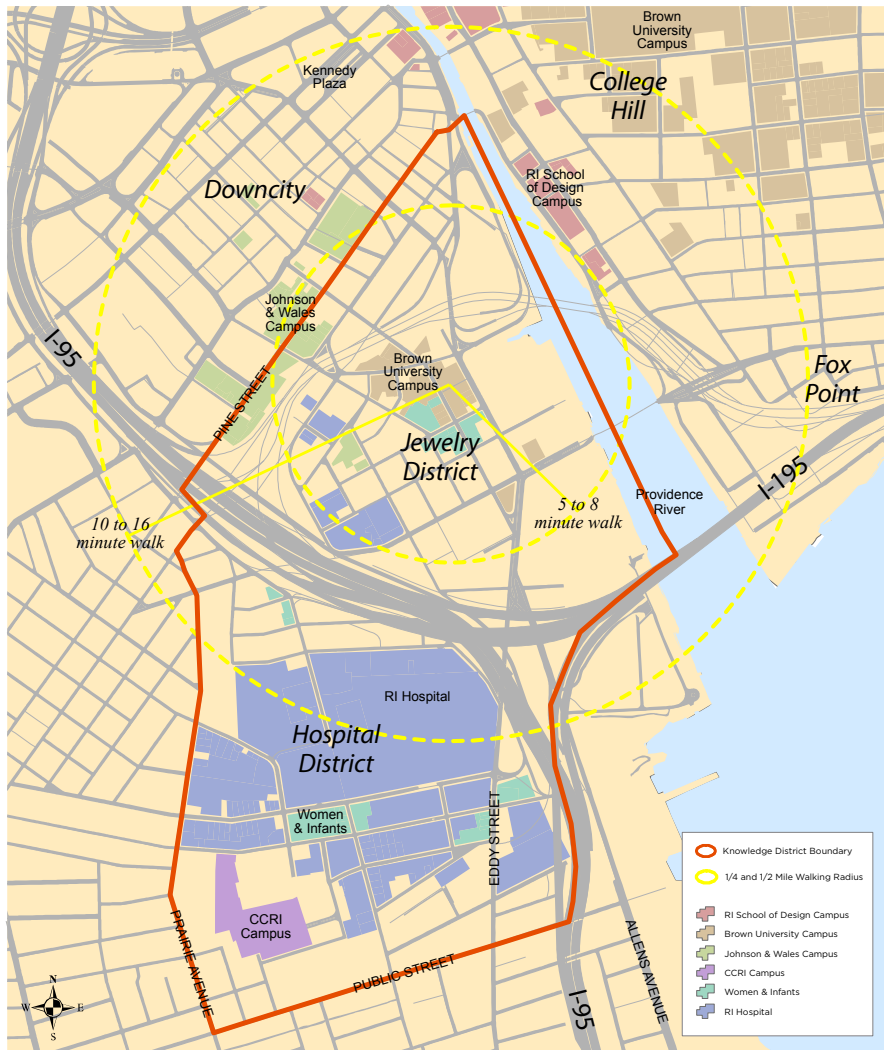 Brown
University
Campus
College
Hill
Kennedy
Plaza
RI School
of Design
Campus
Downcity
Johnson
& Wales
Campus
I-95
Brown
University
Campus
Fox
Point
PINE STREET
Jewelry
District
I-195
Providence
River
5 to 8
minute walk
10 to 16
minute walk
RI Hospital
Hospital
District
Women
& Infants
EDDY STREET
CCRI
Campus
PRAIRIE AVENUE
PUBLIC STREET
I-95
ALLENS AVENUE
N
W
E
S
Knowledge District Boundary
1/4 and 1/2 Mile Walking Radius
RI School of Design Campus
Brown University Campus
Johnson & Wales Campus
CCRI Campus
Women & Infants
RI Hospital